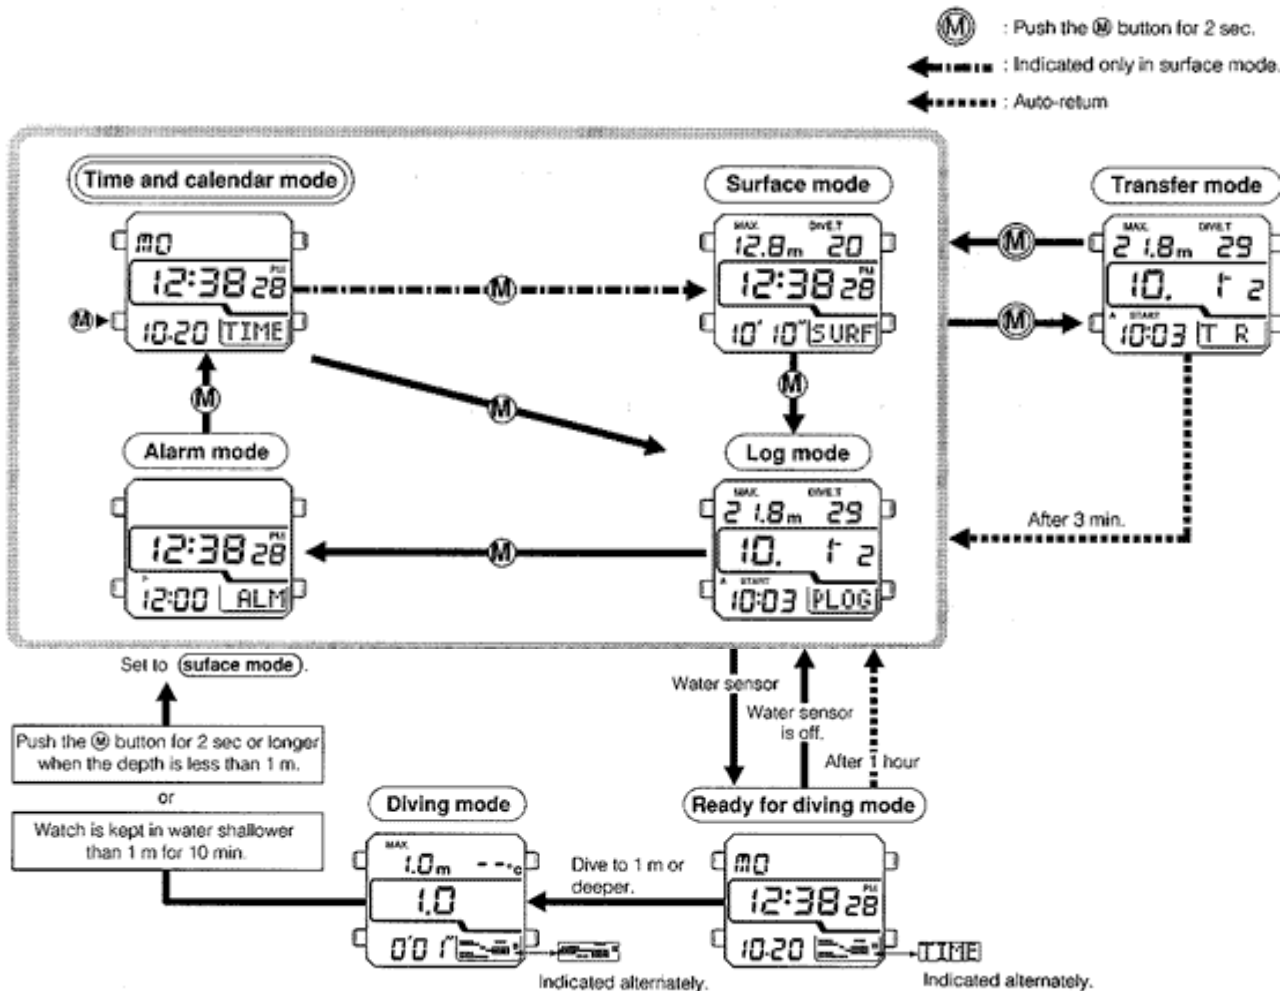 Ⓜ : Push the Ⓜ button for 2 sec.
: Indicated only in surface mode.
: Auto-return
Time and calendar mode
MO
12:38 28 PM
10-20 TIME
Ⓜ
Surface mode
MAX. DIVE.T
12.8m 20
12:38 28 PM
10' 10" SURF
Transfer mode
MAX. DIVE.T
21.8m 29
10. 1r 2
A START
10:03 T R
Ⓜ
Ⓜ
Ⓜ
Ⓜ
Ⓜ
Ⓜ
Alarm mode
12:38 28 PM
12:00 ALM
Log mode
MAX. DIVE.T
21.8m 29
10. 1r 2
A START
10:03 PLOG
Ⓜ
After 3 min.
Set to suface mode.
Push the Ⓜ button for 2 sec or longer
when the depth is less than 1 m.
or
Watch is kept in water shallower
than 1 m for 10 min.
Water sensor
Water sensor
is off.
After 1 hour
Diving mode
MAX.
1.0m --°C
1.0
0'01"
Indicated alternately.
Dive to 1 m or
deeper.
Ready for diving mode
MO
12:38 28 PM
10-20
TIME
Indicated alternately.